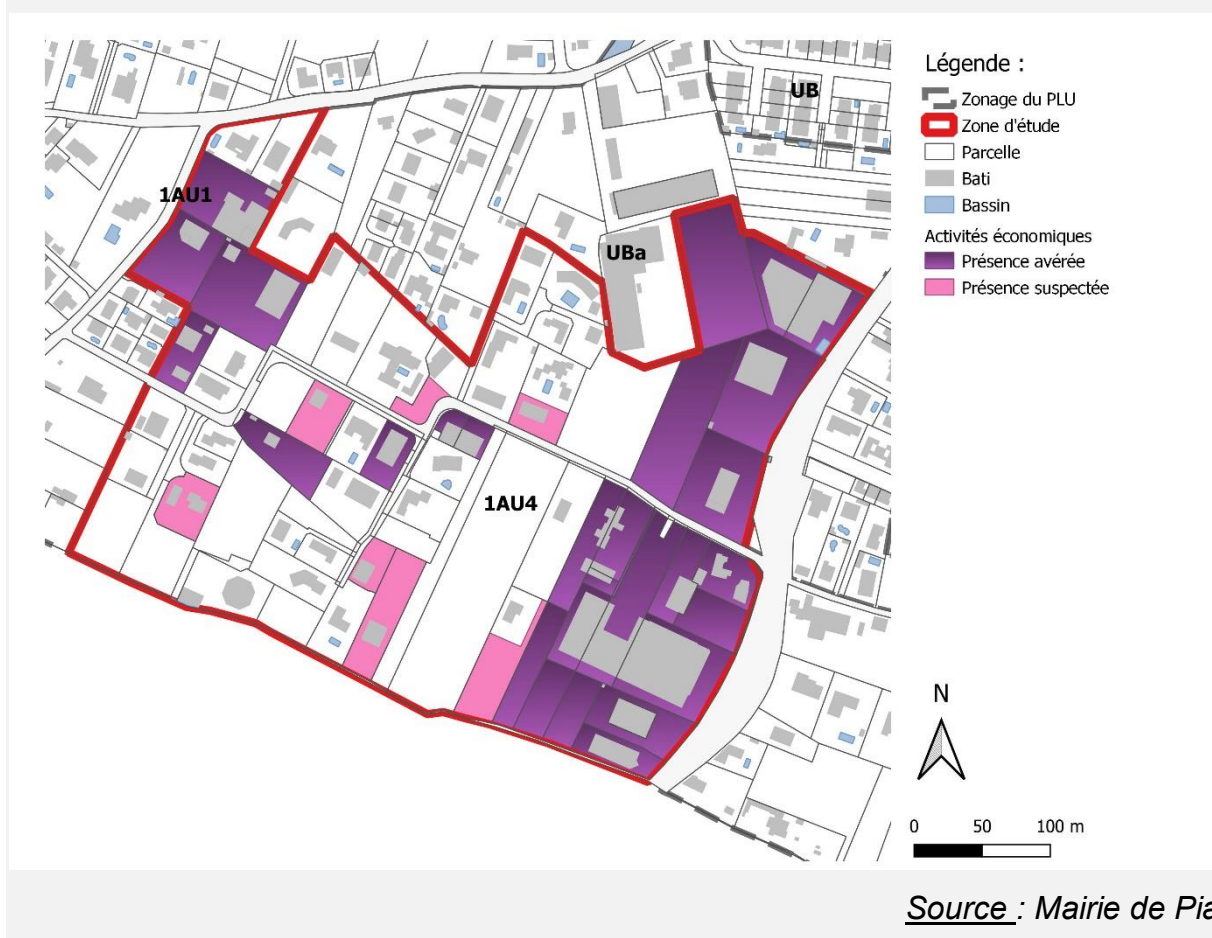 UB
1AU1
UBa
1AU4
Légende :
Zonage du PLU
Zone d'étude
Parcelle
Bati
Bassin
Activités économiques
Présence avérée
Présence suspectée
N
0 50 100 m
Source : Mairie de Pia